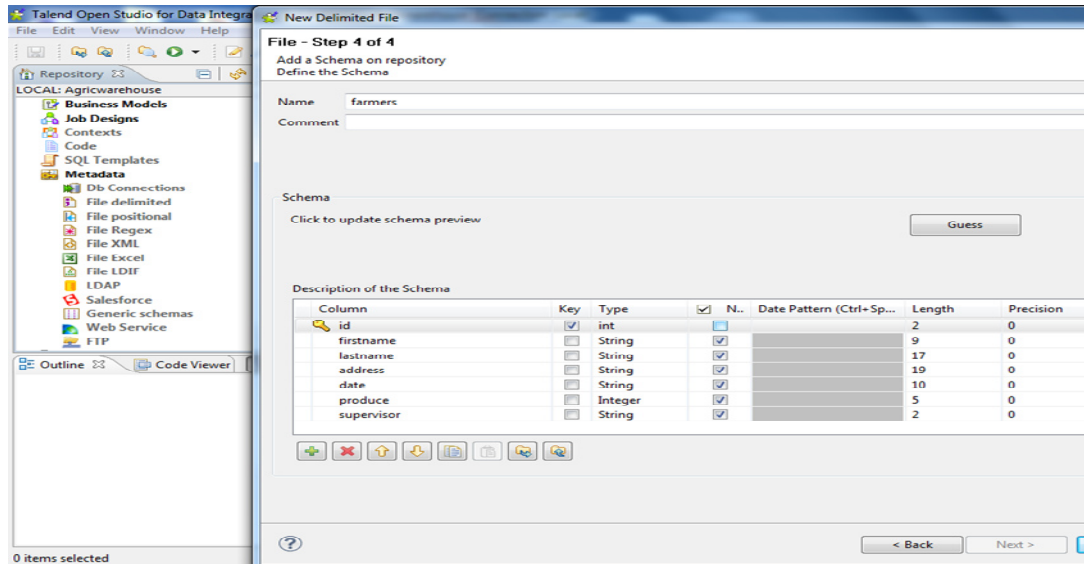 Talend Open Studio for Data Integra
File Edit View Window Help
Repository
LOCAL: Agricwarehouse
Business Models
Job Designs
Contexts
Code
SQL Templates
Metadata
Db Connections
File delimited
File positional
File Regex
File XML
File Excel
File LDIF
LDAP
Salesforce
Generic schemas
Web Service
FTP
Outline Code Viewer
0 items selected
New Delimited File
File - Step 4 of 4
Add a Schema on repository
Define the Schema
Name farmers
Comment
Schema
Click to update schema preview
Guess
Description of the Schema
Column Key Type N.. Date Pattern (Ctrl+Sp... Length Precision
id int 2 0
firstname String 9 0
lastname String 17 0
address String 19 0
date String 10 0
produce Integer 5 0
supervisor String 2 0
?
< Back Next >